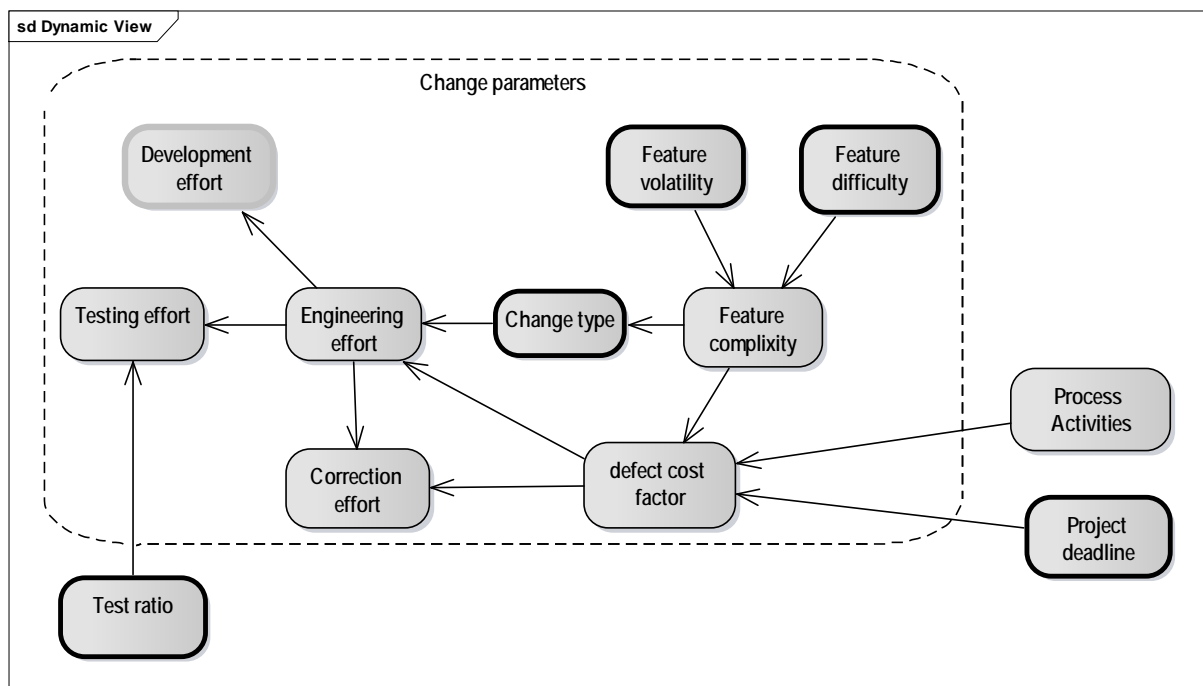 sd Dynamic View
Change parameters
Development
effort
Feature
volatility
Feature
difficulty
Testing effort
Engineering
effort
Change type
Feature
complixity
Process
Activities
Correction
effort
defect cost
factor
Project
deadline
Test ratio